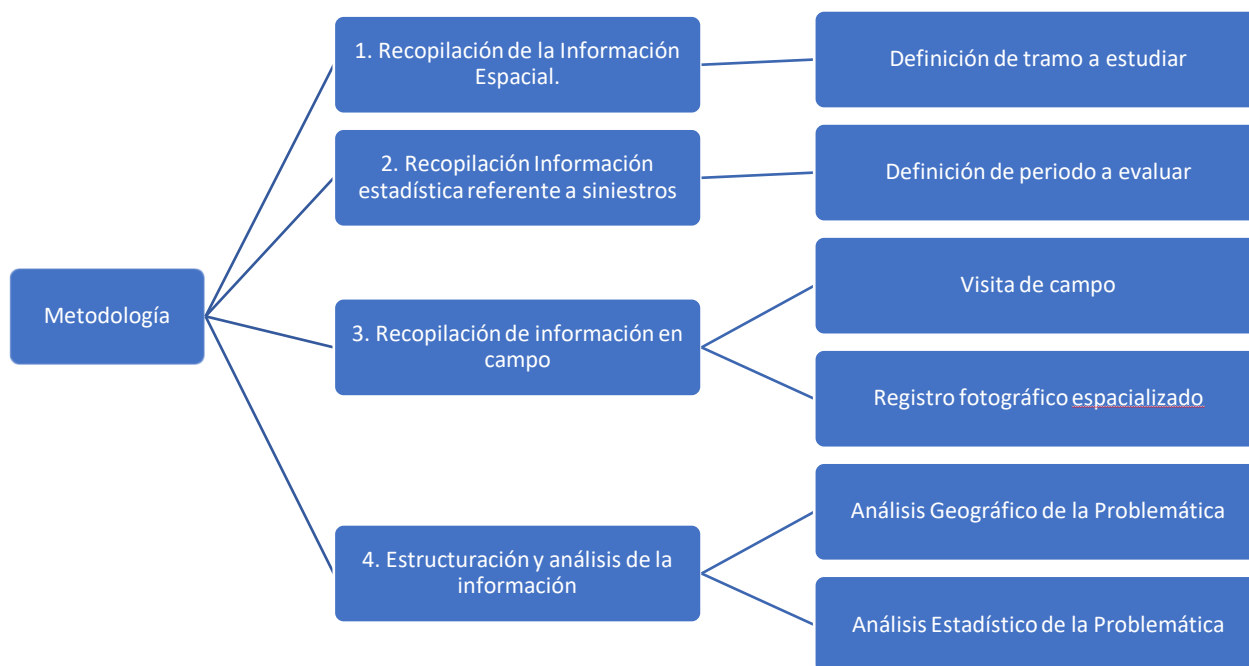 Metodología
1. Recopilación de la Información
Espacial.
Definición de tramo a estudiar
2. Recopilación Información
estadística referente a siniestros
Definición de periodo a evaluar
3. Recopilación de información en
campo
Visita de campo
Registro fotográfico espacializado
4. Estructuración y análisis de la
información
Análisis Geográfico de la Problemática
Análisis Estadístico de la Problemática